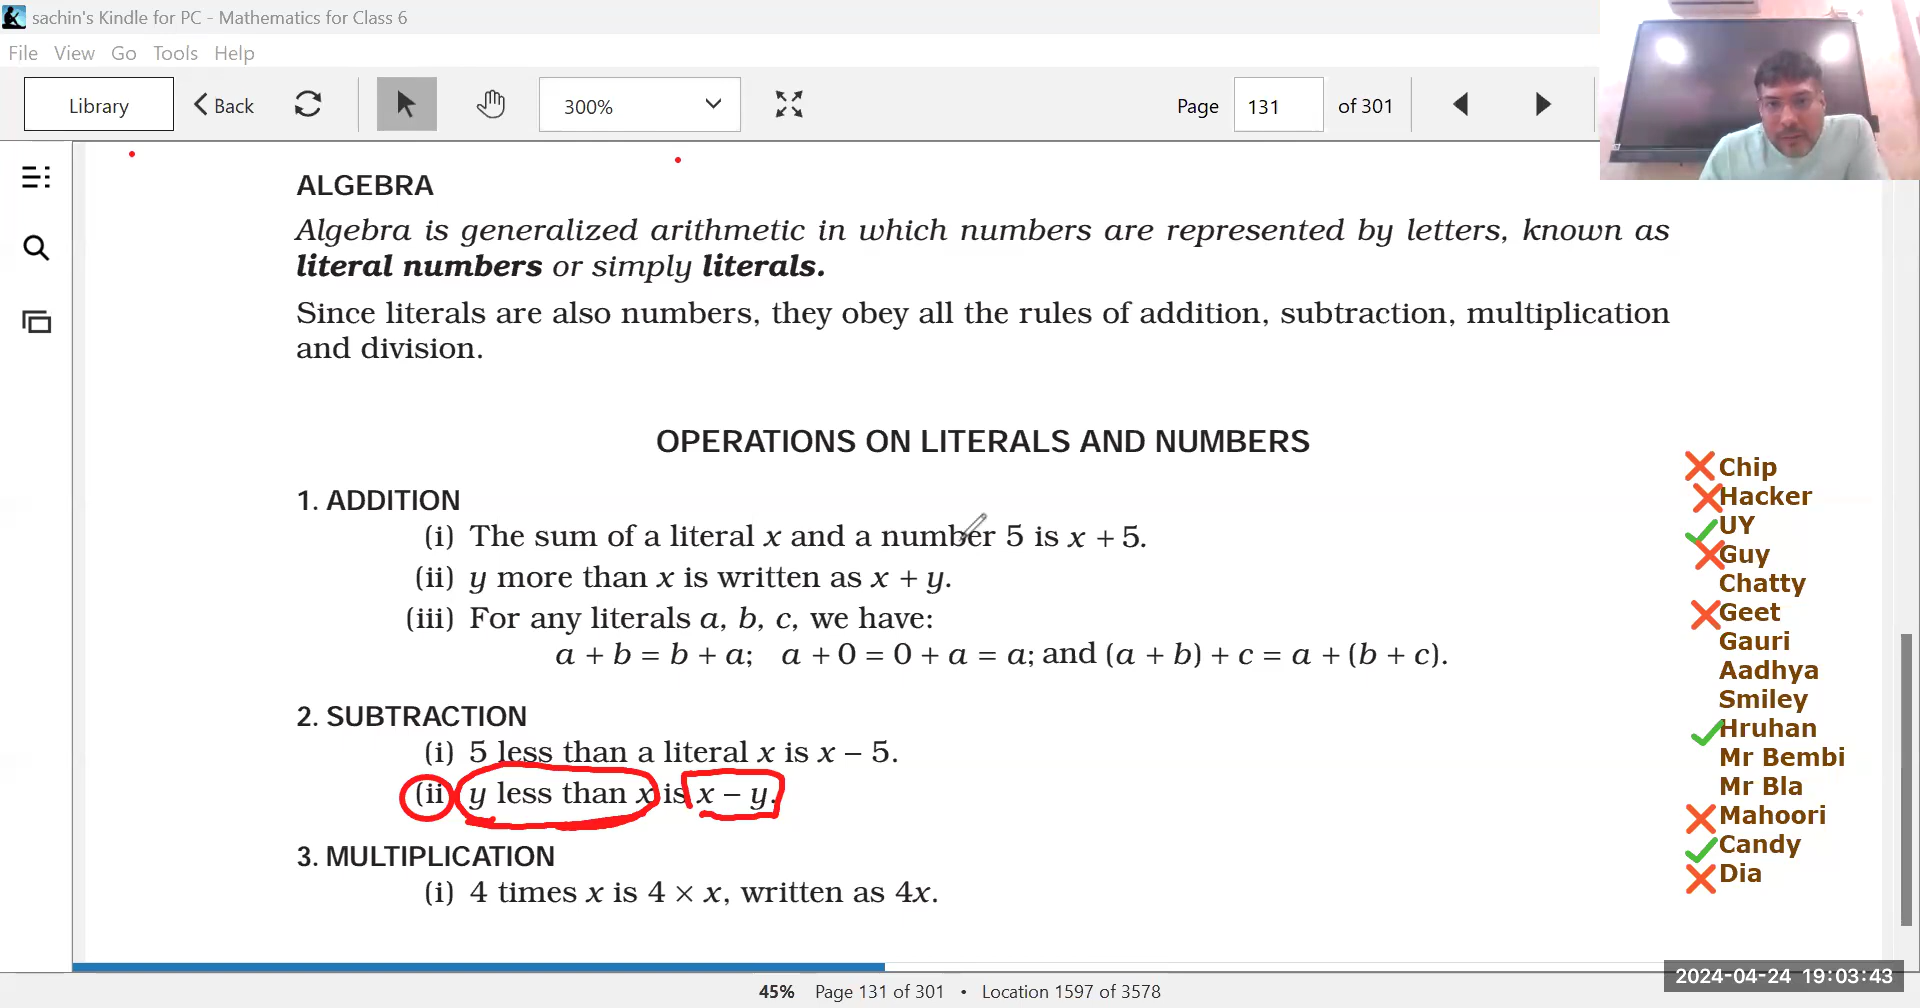 sachin's Kindle for PC - Mathematics for Class 6
File View Go Tools Help
Library Back 300% Page 131 of 301
ALGEBRA
Algebra is generalized arithmetic in which numbers are represented by letters, known as
literal numbers or simply literals.
Since literals are also numbers, they obey all the rules of addition, subtraction, multiplication
and division.
OPERATIONS ON LITERALS AND NUMBERS
1. ADDITION
(i) The sum of a literal x and a number 5 is x + 5.
(ii) y more than x is written as x + y.
(iii) For any literals a, b, c, we have:
a + b = b + a; a + 0 = 0 + a = a; and (a + b) + c = a + (b + c).
2. SUBTRACTION
(i) 5 less than a literal x is x – 5.
(ii) y less than x is x – y.
3. MULTIPLICATION
(i) 4 times x is 4 × x, written as 4x.
Chip
Hacker
UY
Guy
Chatty
Geet
Gauri
Aadhya
Smiley
Hruhan
Mr Bembi
Mr Bla
Mahoori
Candy
Dia
2024-04-24 19:03:43
45% Page 131 of 301 • Location 1597 of 3578